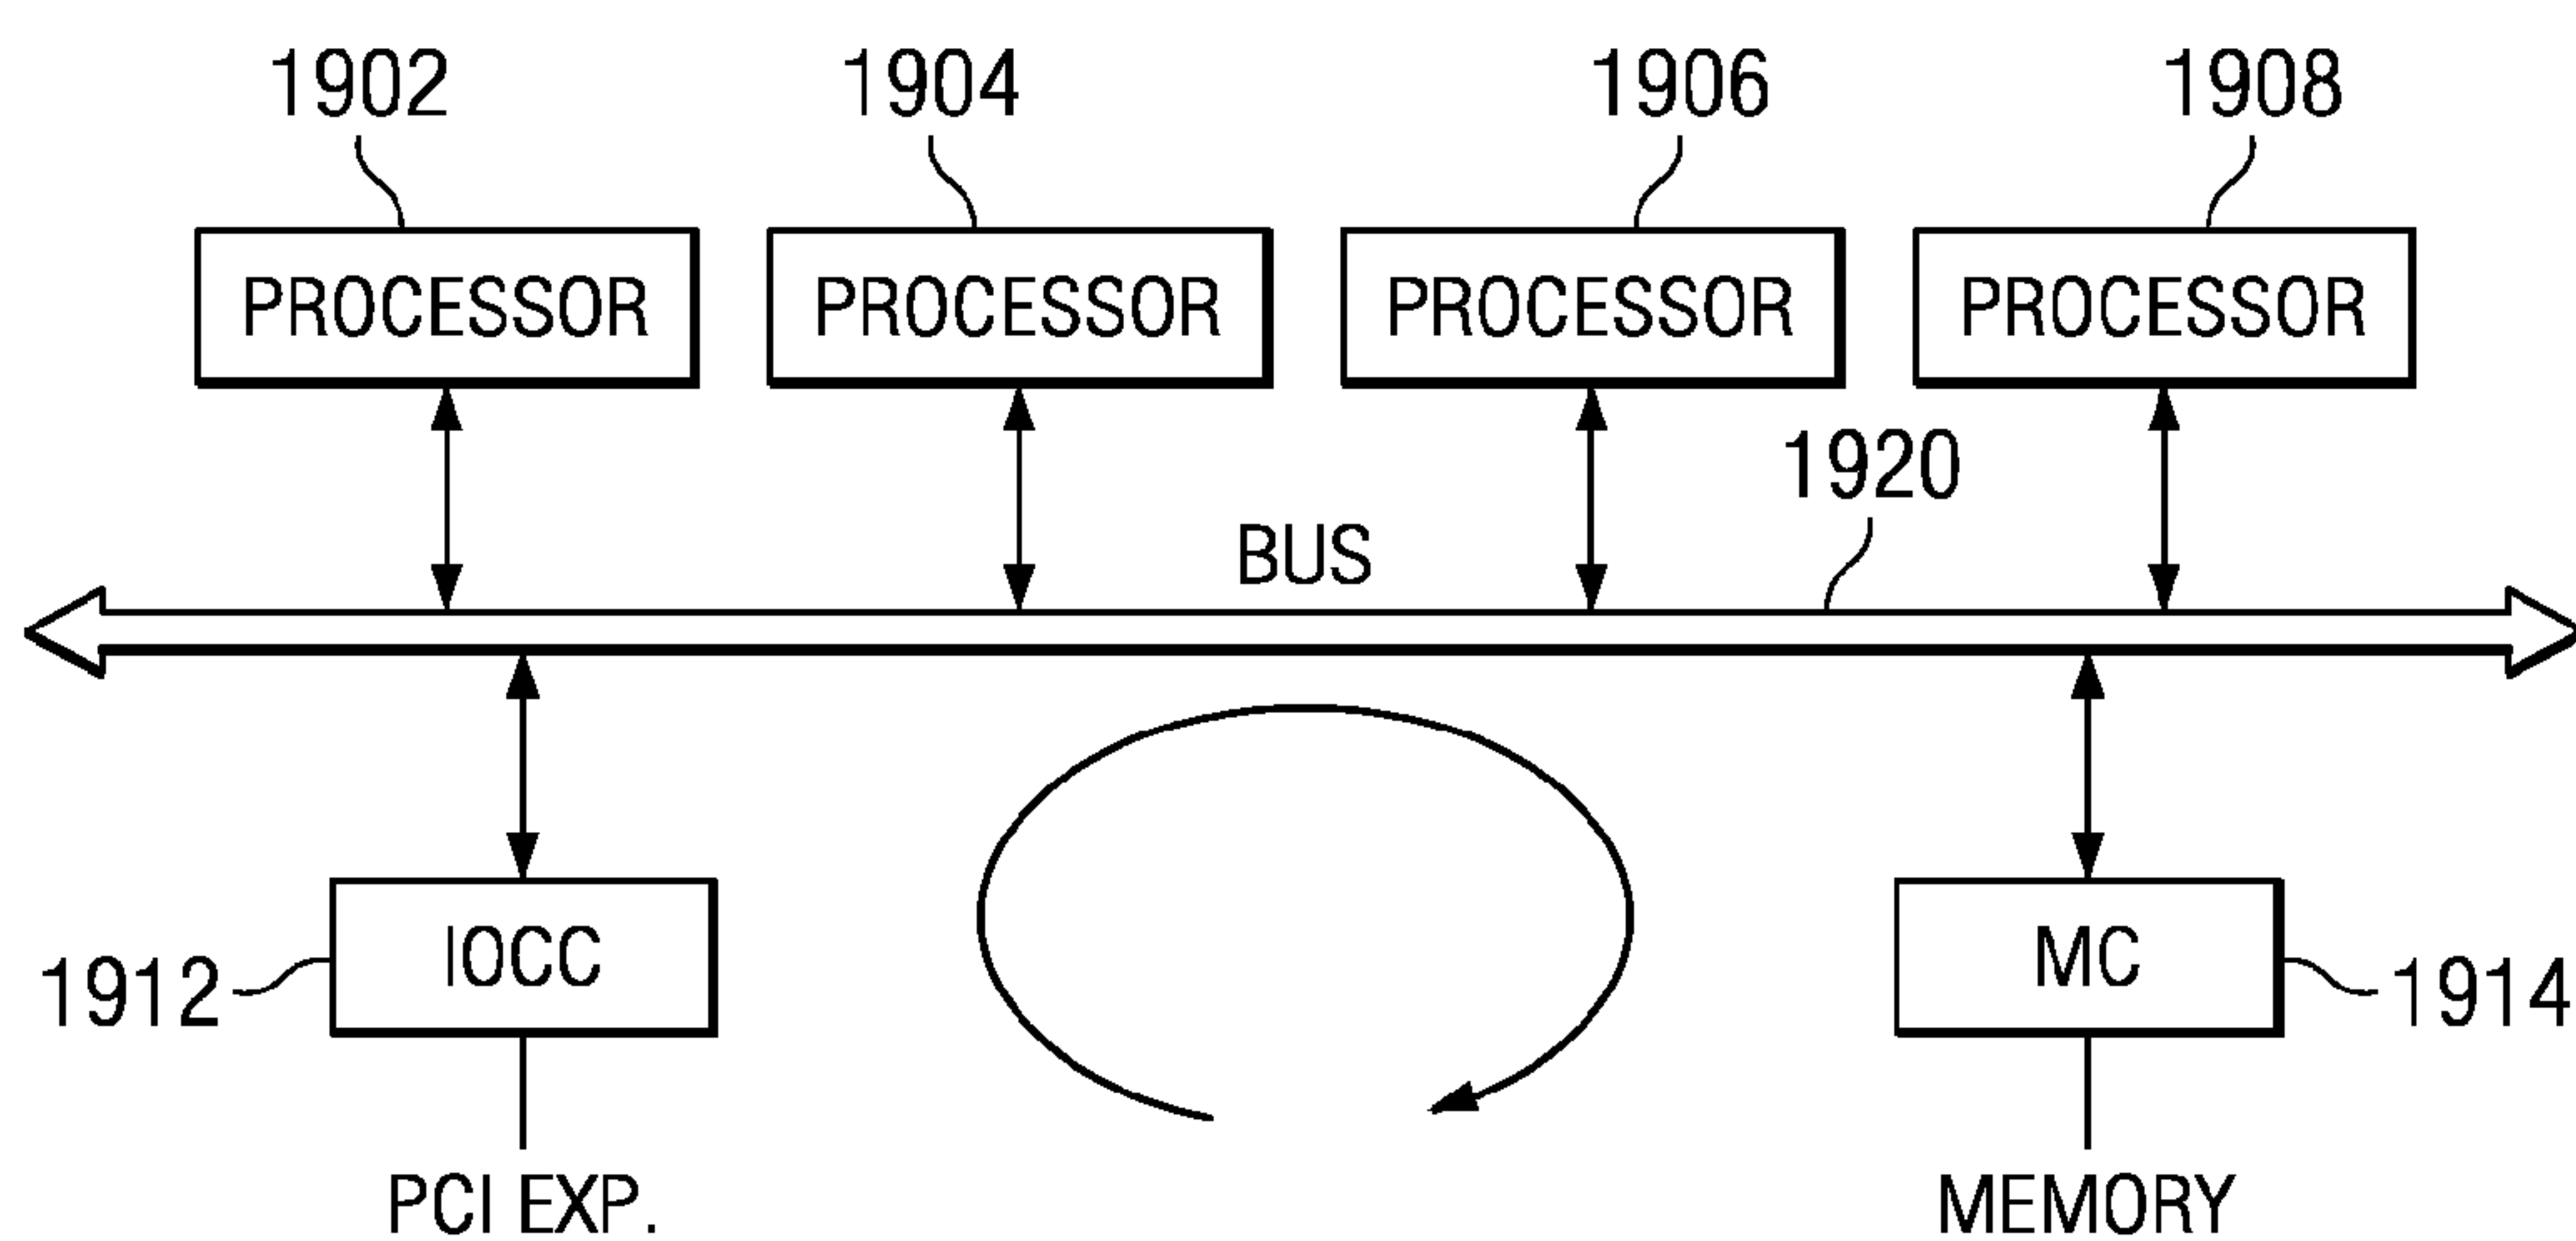 1902 1904 1906 1908
PROCESSOR PROCESSOR PROCESSOR PROCESSOR
1920
BUS
IOCC MC
1912 1914
PCI EXP. MEMORY